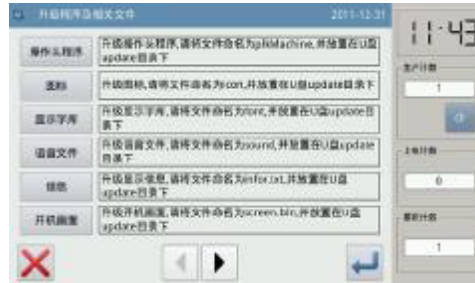 升级程序及相关文件
2011-12-31
11:43
操作头程序
升级操作头程序,请将文件命名为plkMachine,并放置在U盘
update目录下
图标
升级图标,请将文件命名为icon,并放置在U盘update目录下
显示字库
升级显示字库,请将文件命名为font,并放置在U盘update目
录下
语音文件
升级语音文件,请将文件命名为sound,并放置在U盘update
目录下
信息
升级显示信息,请将文件命名为infor.txt,并放置在U盘
update目录下
开机画面
升级开机画面,请将文件命名为screen.bin,并放置在U盘
update目录下
生产计数
1
上电计数
0
1